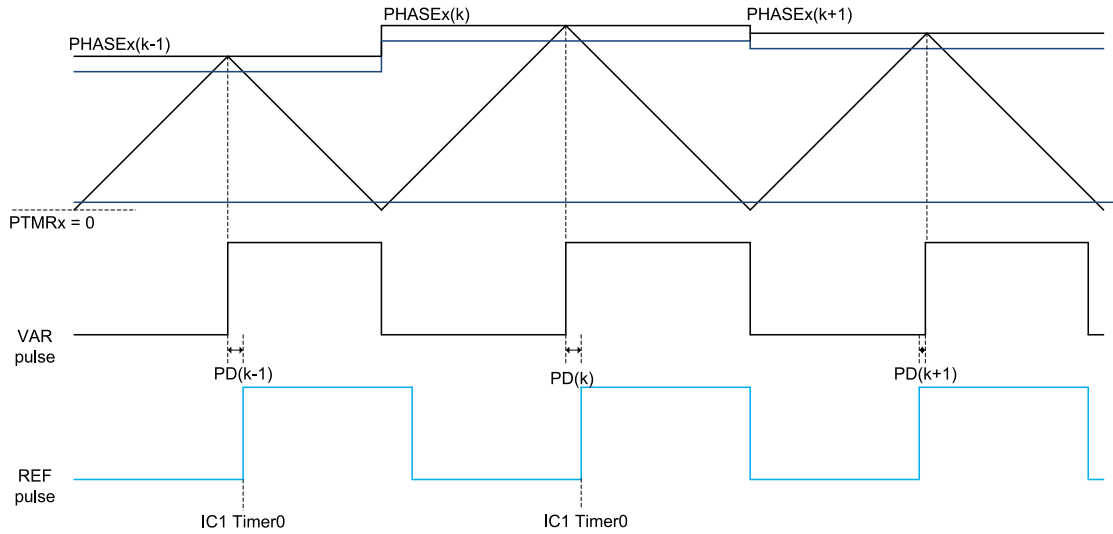 PHASEx(k)
PHASEx(k+1)
PHASEx(k-1)
PTMRx = 0
VAR
pulse
PD(k-1)
PD(k)
PD(k+1)
REF
pulse
IC1 Timer0
IC1 Timer0